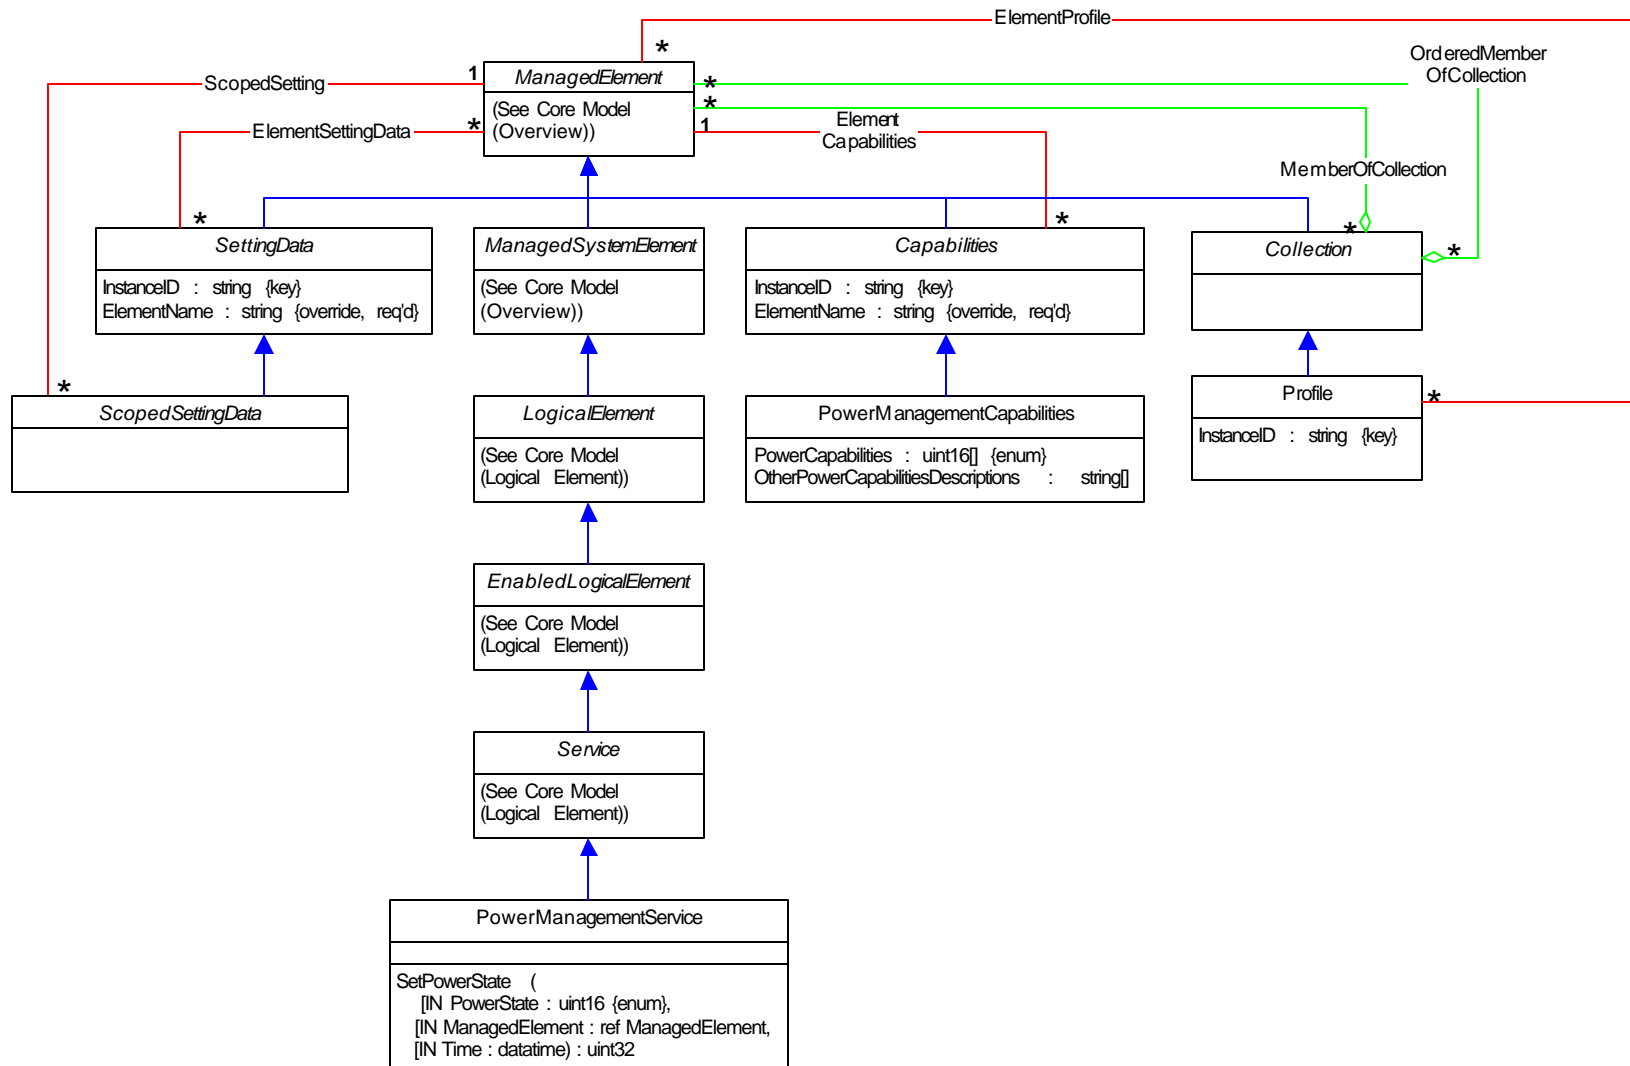 ElementProfile
*
OrderedMember
OfCollection
ScopedSetting
1
ManagedElement
*
(See Core Model
(Overview))
*
ElementSettingData
*
1
Element
Capabilities
MemberOfCollection
*
SettingData
InstanceID : string {key}
ElementName : string {override, req'd}
ManagedSystemElement
(See Core Model
(Overview))
*
Capabilities
InstanceID : string {key}
ElementName : string {override, req'd}
*
*
Collection
*
ScopedSettingData
LogicalElement
(See Core Model
(Logical Element))
PowerManagementCapabilities
PowerCapabilities : uint16[] {enum}
OtherPowerCapabilitiesDescriptions : string[]
Profile
*
InstanceID : string {key}
EnabledLogicalElement
(See Core Model
(Logical Element))
Service
(See Core Model
(Logical Element))
PowerManagementService
SetPowerState (
[IN PowerState : uint16 {enum},
[IN ManagedElement : ref ManagedElement,
[IN Time : datatime) : uint32